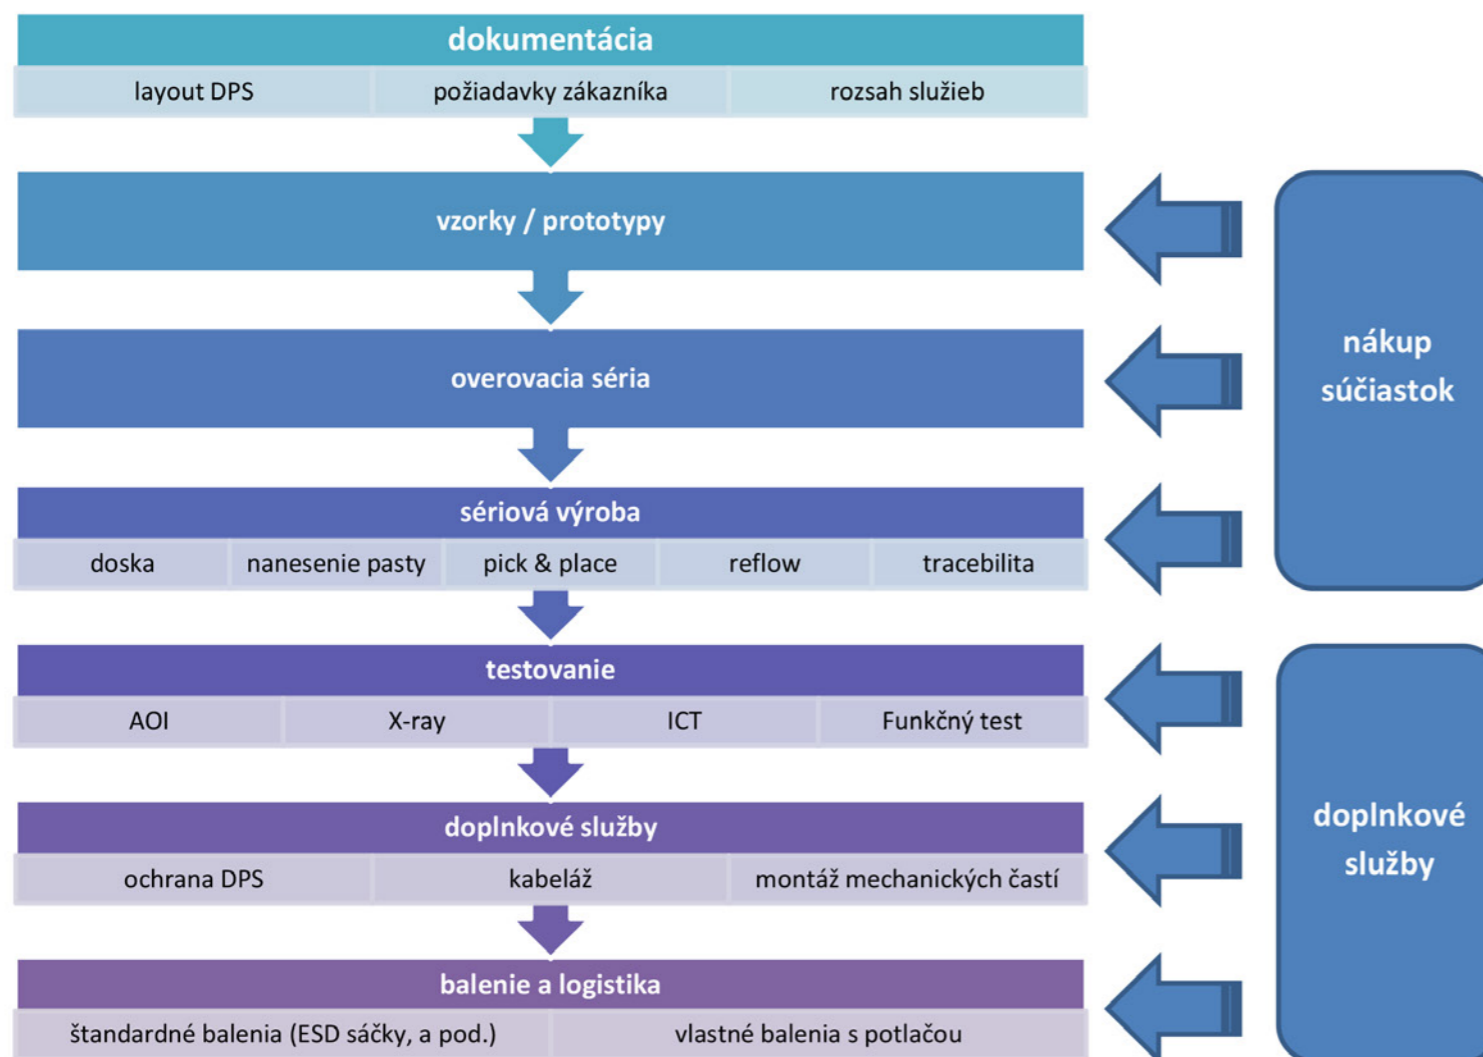 dokumentácia
layout DPS
požiadavky zákazníka
rozsah služieb
vzorky / prototypy
overovacia séria
sériová výroba
doska
nanesenie pasty
pick & place
reflow
tracebilita
testovanie
AOI
X-ray
ICT
Funkčný test
doplnkové služby
ochrana DPS
kabeláž
montáž mechanických častí
balenie a logistika
štandardné balenia (ESD sáčky, a pod.)
vlastné balenia s potlačou
nákup
súčiastok
doplnkové
služby